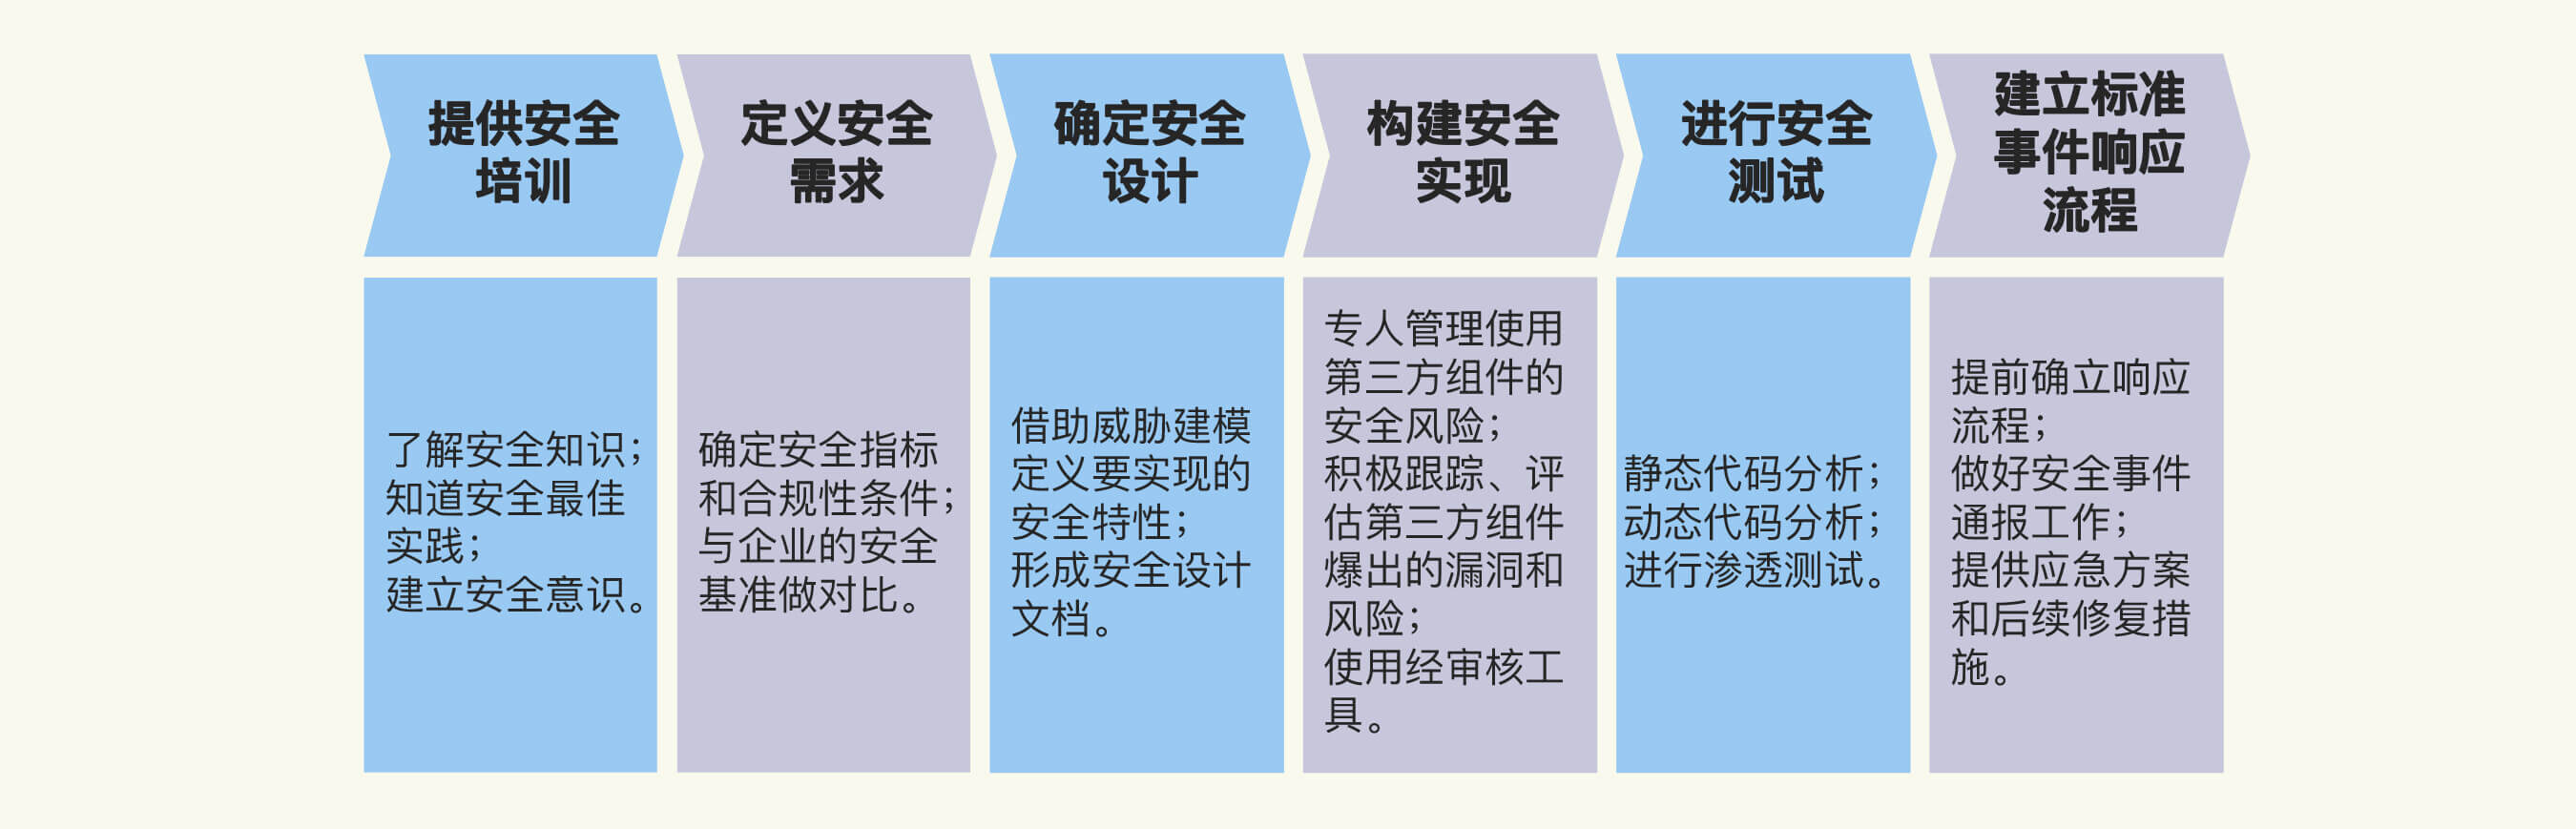 提供安全
培训
定义安全
需求
确定安全
设计
构建安全
实现
进行安全
测试
建立标准
事件响应
流程
了解安全知识；
知道安全最佳
实践；
建立安全意识。
确定安全指标
和合规性条件；
与企业的安全
基准做对比。
借助威胁建模
定义要实现的
安全特性；
形成安全设计
文档。
专人管理使用
第三方组件的
安全风险；
积极跟踪、评
估第三方组件
爆出的漏洞和
风险；
使用经审核工
具。
静态代码分析；
动态代码分析；
进行渗透测试。
提前确立响应
流程；
做好安全事件
通报工作；
提供应急方案
和后续修复措
施。